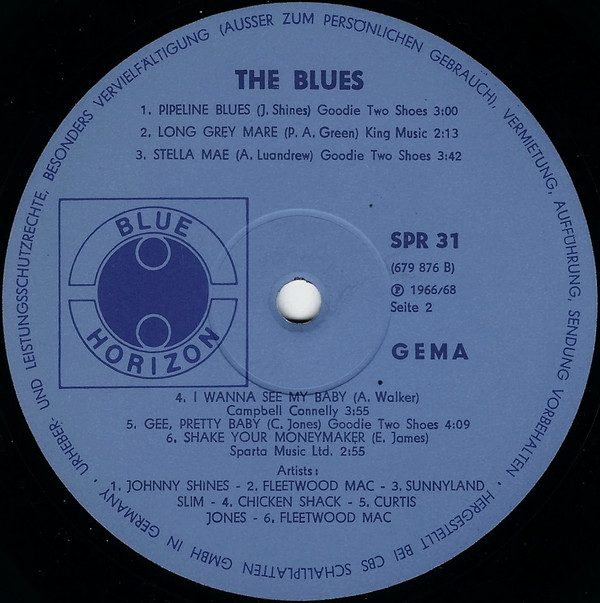 URHEBER- UND LEISTUNGSSCHUTZRECHTE, BESONDERS VERVIELFÄLTIGUNG (AUSSER ZUM PERSÖNLICHEN GEBRAUCH), VERMIETUNG, AUFFÜHRUNG, SENDUNG VORBEHALTEN · HERGESTELLT BEI CBS SCHALLPLATTEN GMBH IN GERMANY ·
THE BLUES
1. PIPELINE BLUES (J. Shines) Goodie Two Shoes 3:00
2. LONG GREY MARE (P. A. Green) King Music 2:13
3. STELLA MAE (A. Luandrew) Goodie Two Shoes 3:42
BLUE
HORIZON
SPR 31
(679 876 B)
Ⓟ 1966/68
Seite 2
GEMA
4. I WANNA SEE MY BABY (A. Walker)
Campbell Connelly 3:55
5. GEE, PRETTY BABY (C. Jones) Goodie Two Shoes 4:09
6. SHAKE YOUR MONEYMAKER (E. James)
Sparta Music Ltd. 2:55
Artists:
1. JOHNNY SHINES - 2. FLEETWOOD MAC - 3. SUNNYLAND
SLIM - 4. CHICKEN SHACK - 5. CURTIS
JONES - 6. FLEETWOOD MAC